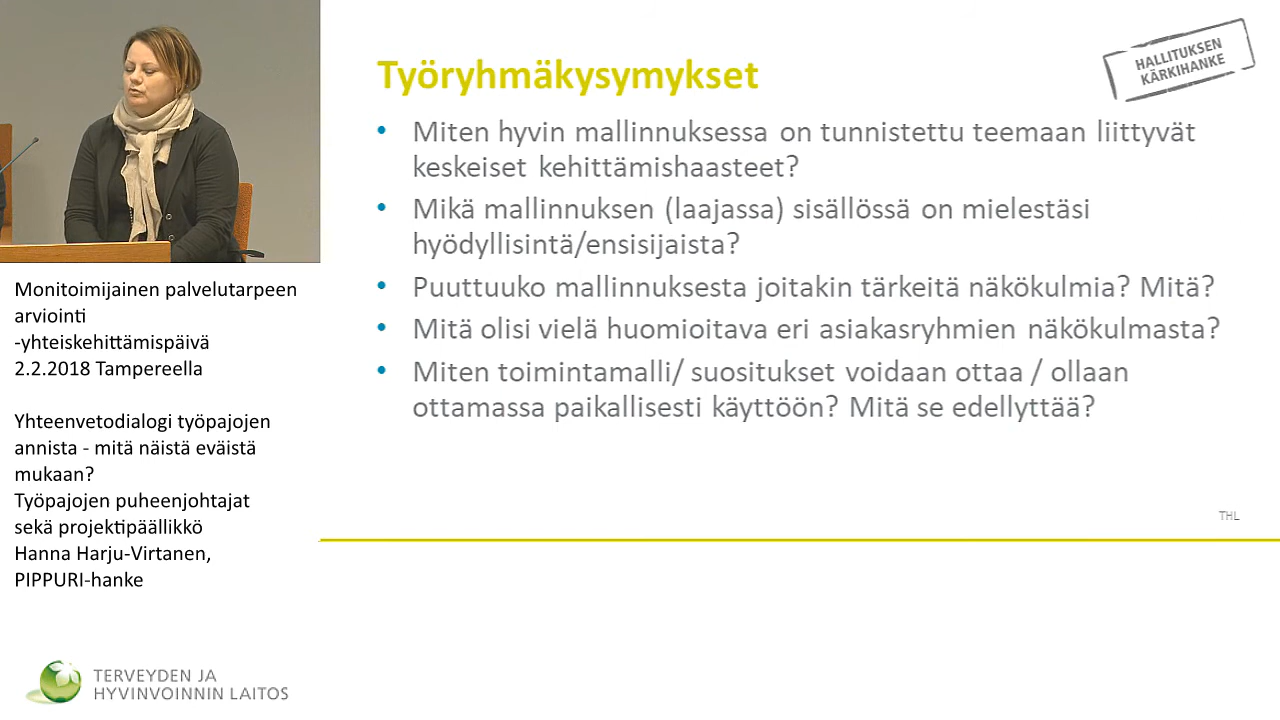 HALLITUKSEN
KÄRKIHANKE
Työryhmäkysymykset
• Miten hyvin mallinnuksessa on tunnistettu teemaan liittyvät
keskeiset kehittämishaasteet?
• Mikä mallinnuksen (laajassa) sisällössä on mielestäsi
hyödyllisintä/ensisijaista?
• Puuttuuko mallinnuksesta joitakin tärkeitä näkökulmia? Mitä?
• Mitä olisi vielä huomioitava eri asiakasryhmien näkökulmasta?
• Miten toimintamalli/ suositukset voidaan ottaa / ollaan
ottamassa paikallisesti käyttöön? Mitä se edellyttää?
THL
Monitoimijainen palvelutarpeen
arviointi
-yhteiskehittämispäivä
2.2.2018 Tampereella
Yhteenvetodialogi työpajojen
annista - mitä näistä eväistä
mukaan?
Työpajojen puheenjohtajat
sekä projektipäällikkö
Hanna Harju-Virtanen,
PIPPURI-hanke
TERVEYDEN JA
HYVINVOINNIN LAITOS